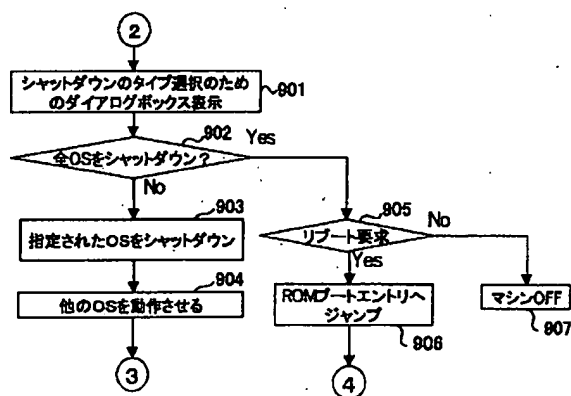 2
シャットダウンのタイプ選択のため
のダイアログボックス表示
901
902
Yes
全OSをシャットダウン?
No
903
指定されたOSをシャットダウン
905
No
リブート要求
Yes
904
他のOSを動作させる
ROMブートエントリへ
ジャンプ
906
マシンOFF
907
3
4